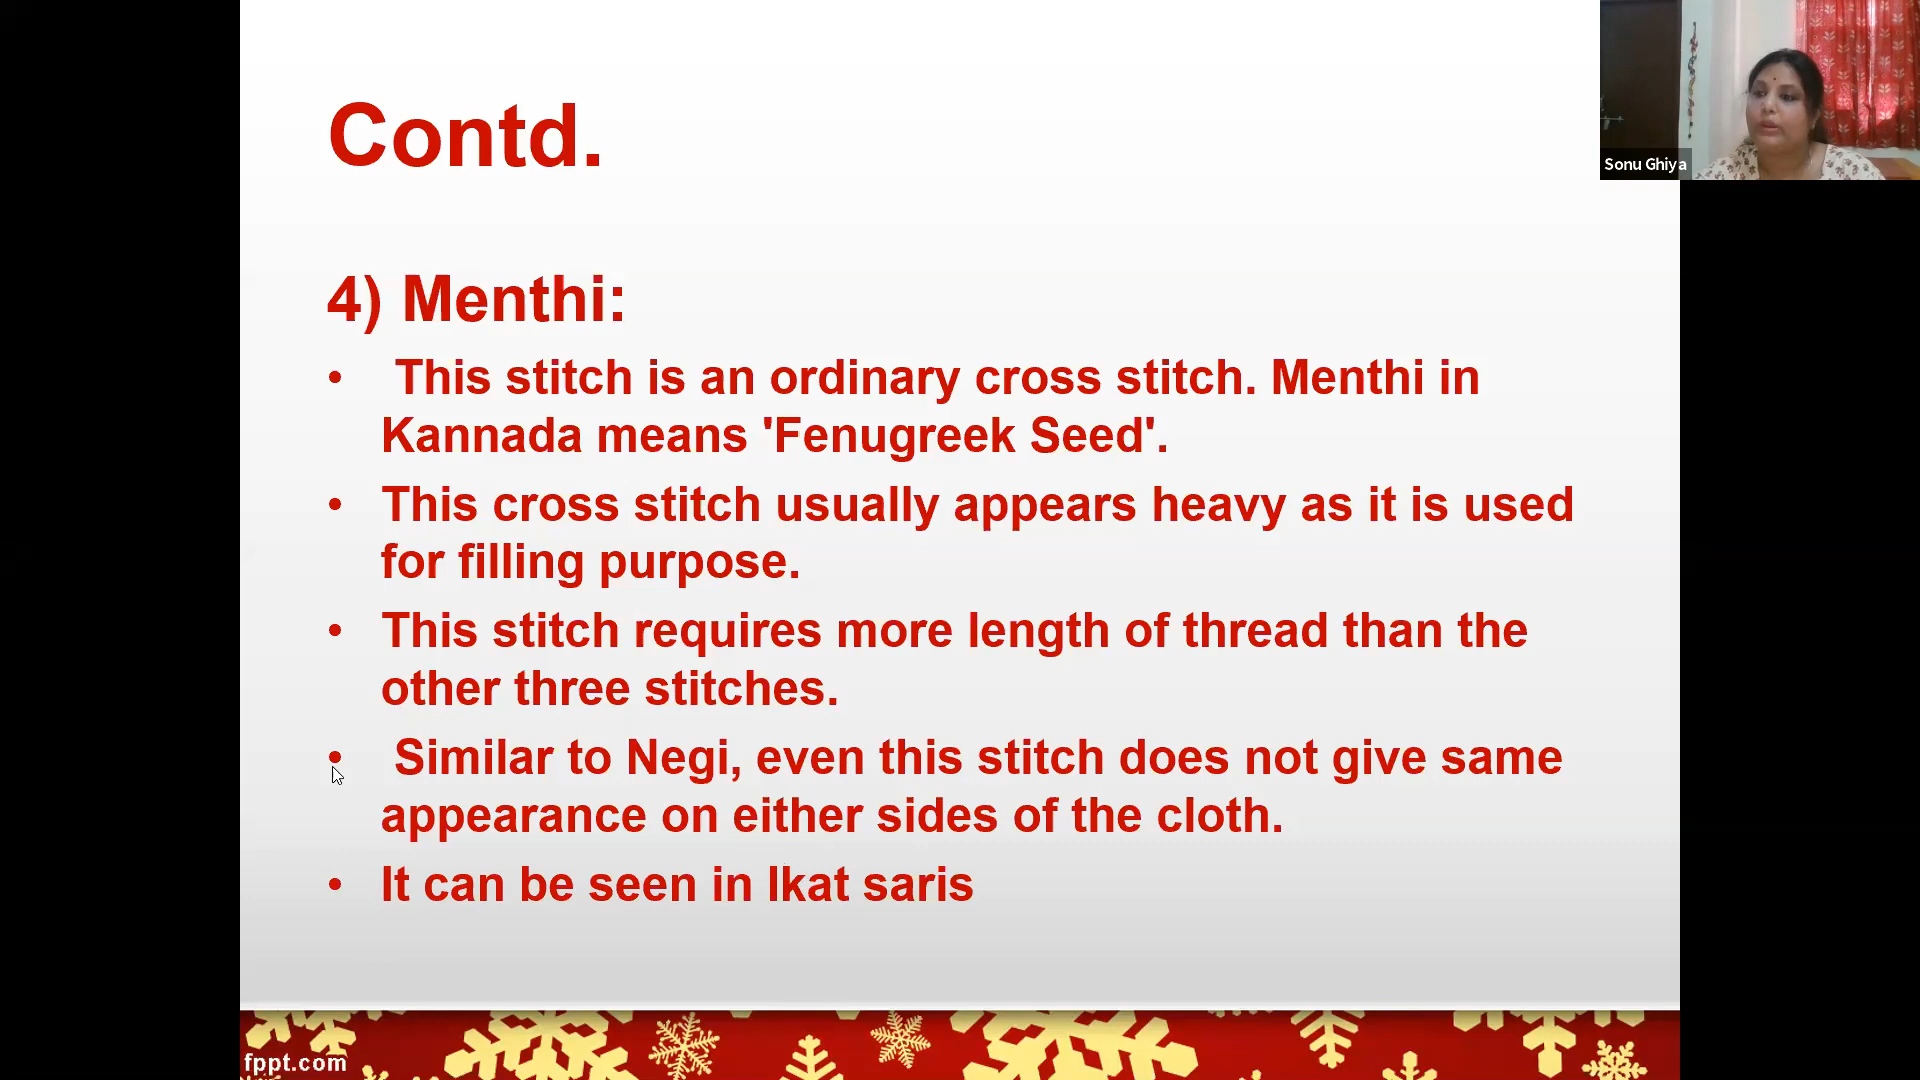 Contd.
Sonu Ghiya
4) Menthi:
• This stitch is an ordinary cross stitch. Menthi in
Kannada means 'Fenugreek Seed'.
• This cross stitch usually appears heavy as it is used
for filling purpose.
• This stitch requires more length of thread than the
other three stitches.
• Similar to Negi, even this stitch does not give same
appearance on either sides of the cloth.
• It can be seen in Ikat saris
fppt.com